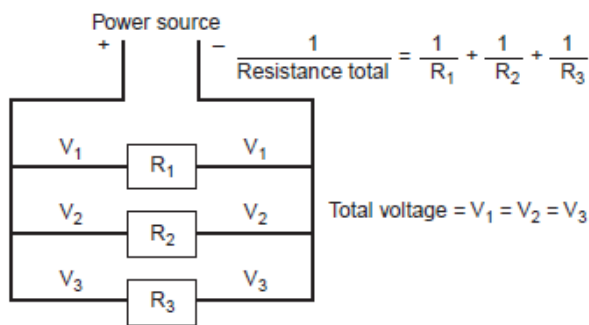 Power source
+ −
1/Resistance total = 1/R₁ + 1/R₂ + 1/R₃
V₁ R₁ V₁
V₂ R₂ V₂
Total voltage = V₁ = V₂ = V₃
V₃ R₃ V₃